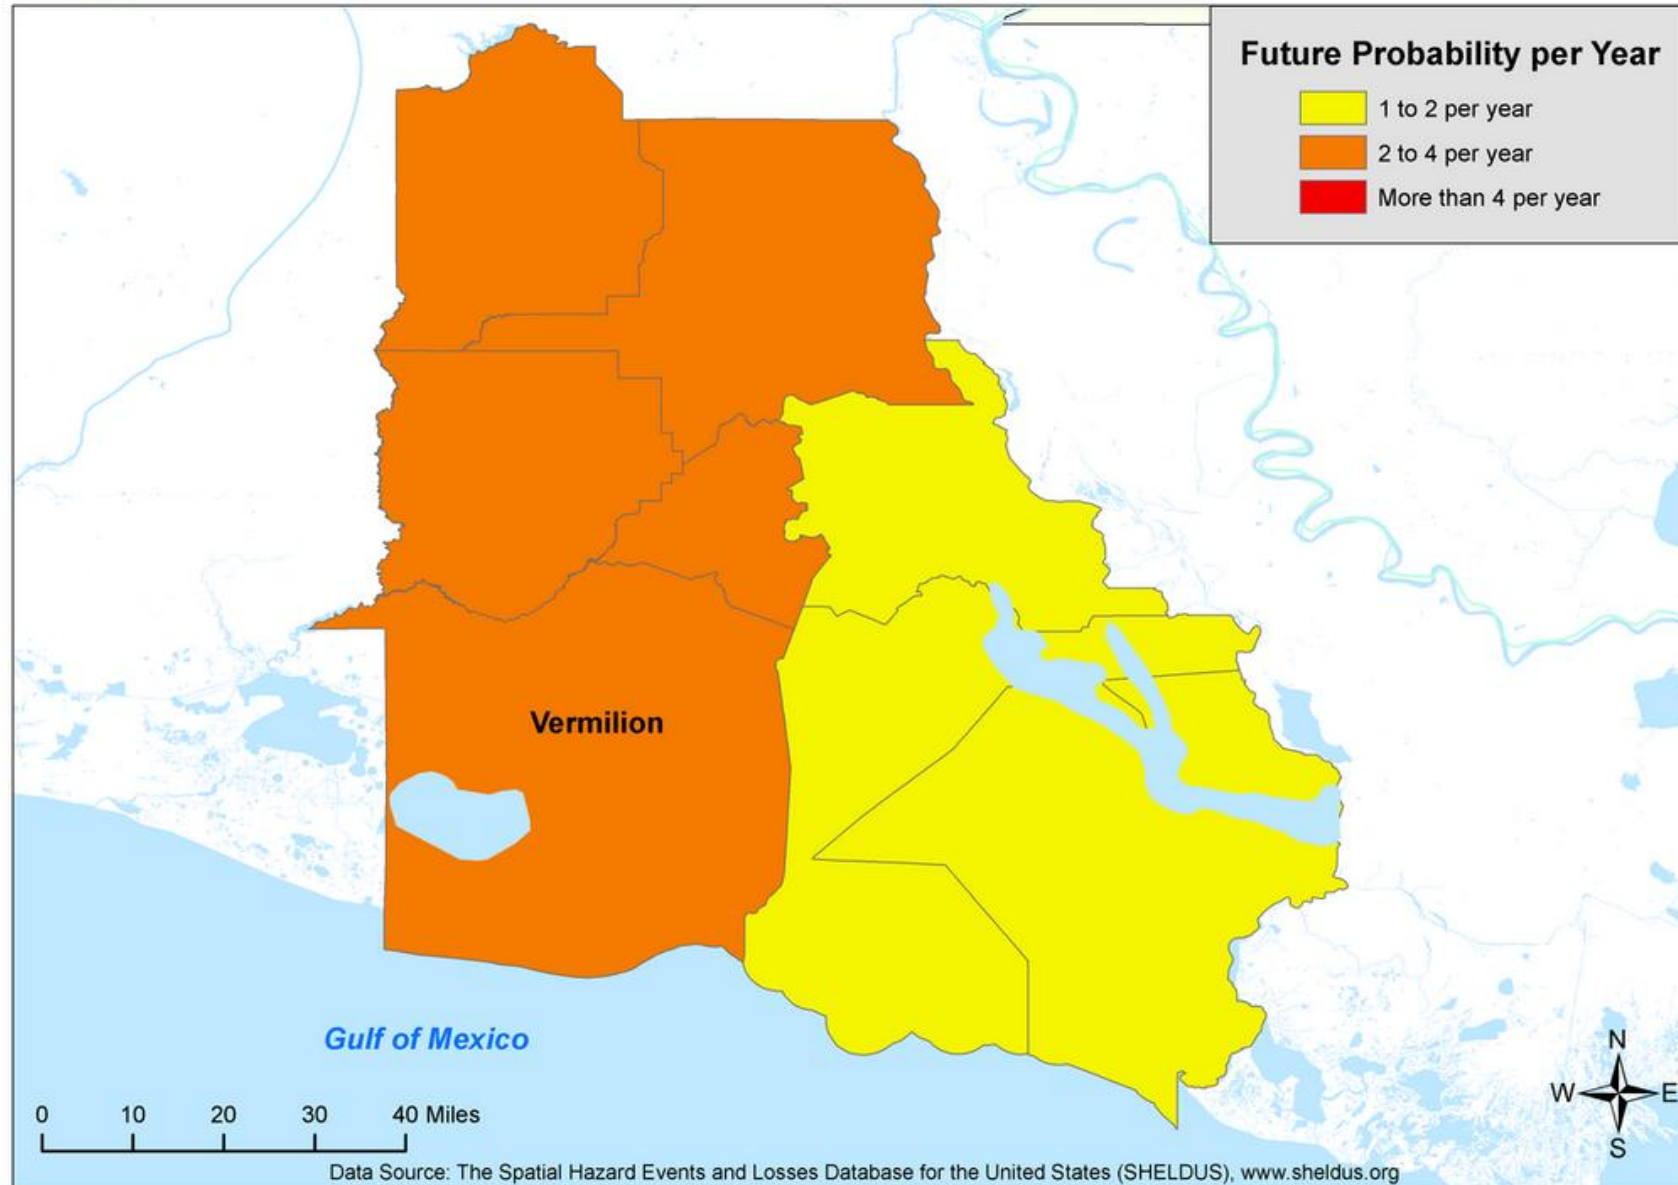 Future Probability per Year
1 to 2 per year
2 to 4 per year
More than 4 per year
Vermilion
Gulf of Mexico
N
W E
S
0 10 20 30 40 Miles
Data Source: The Spatial Hazard Events and Losses Database for the United States (SHELDUS), www.sheldus.org